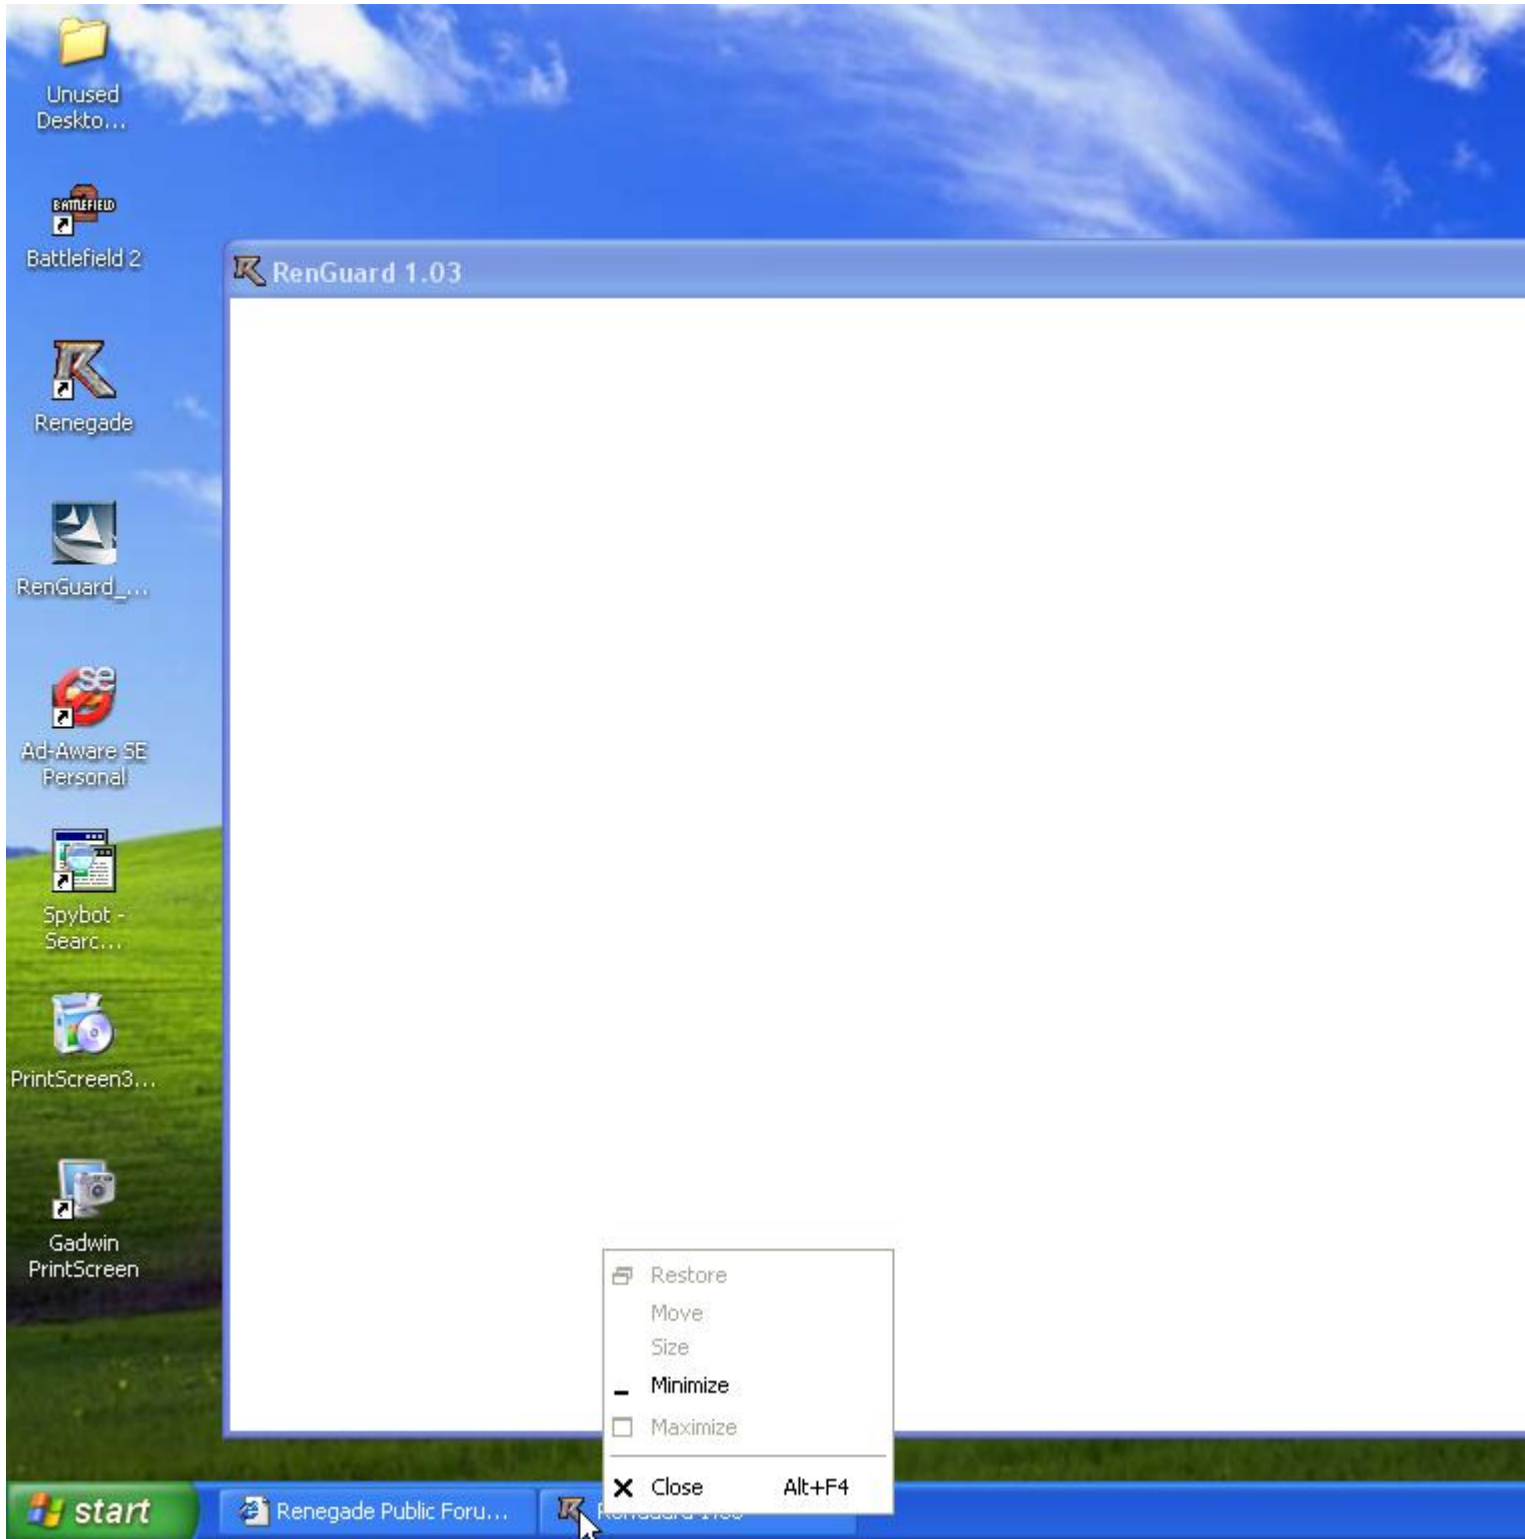 Unused
Deskto...
BATTLEFIELD
2
Battlefield 2
Renegade
RenGuard_...
se
Ad-Aware SE
Personal
Spybot -
Searc...
PrintScreen3...
Gadwin
PrintScreen
RenGuard 1.03
Restore
Move
Size
Minimize
Maximize
Close Alt+F4
start
Renegade Public Foru...